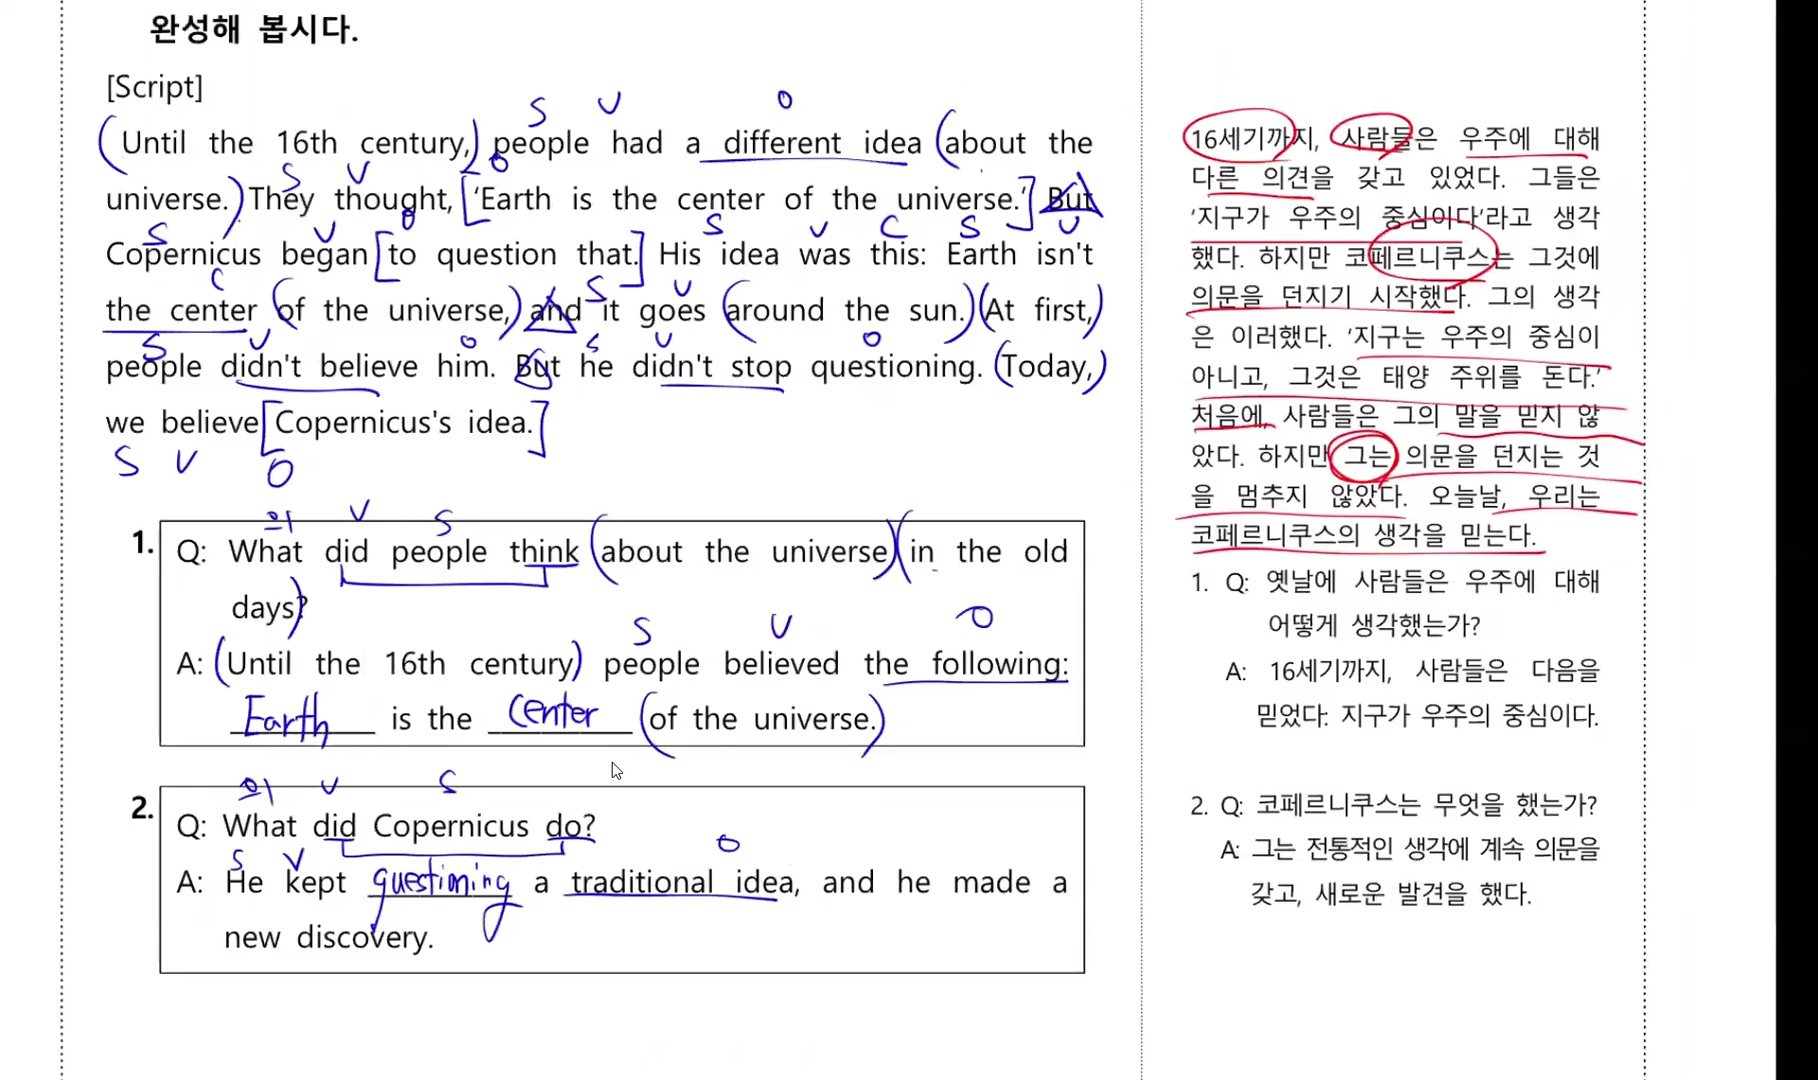 완성해 봅시다.
[Script]
S V O
(Until the 16th century,) people had a different idea (about the
S V O
universe.) They thought, ['Earth is the center of the universe.'] But
S V O S V C S V
Copernicus began [to question that.] His idea was this: Earth isn't
C S V
the center (of the universe,) and it goes (around the sun.) (At first,)
S V O S V O
people didn't believe him. But he didn't stop questioning. (Today,)
we believe [Copernicus's idea.]
S V O
의 V S
1. Q: What did people think (about the universe) (in the old
days)?
S V O
A: (Until the 16th century) people believed the following:
Earth is the center (of the universe.)
의 V S
2. Q: What did Copernicus do?
S V O
A: He kept questioning a traditional idea, and he made a
new discovery.
16세기까지, 사람들은 우주에 대해
다른 의견을 갖고 있었다. 그들은
'지구가 우주의 중심이다'라고 생각
했다. 하지만 코페르니쿠스는 그것에
의문을 던지기 시작했다. 그의 생각
은 이러했다. '지구는 우주의 중심이
아니고, 그것은 태양 주위를 돈다.'
처음에, 사람들은 그의 말을 믿지 않
았다. 하지만 그는 의문을 던지는 것
을 멈추지 않았다. 오늘날, 우리는
코페르니쿠스의 생각을 믿는다.
1. Q: 옛날에 사람들은 우주에 대해
어떻게 생각했는가?
A: 16세기까지, 사람들은 다음을
믿었다: 지구가 우주의 중심이다.
2. Q: 코페르니쿠스는 무엇을 했는가?
A: 그는 전통적인 생각에 계속 의문을
갖고, 새로운 발견을 했다.